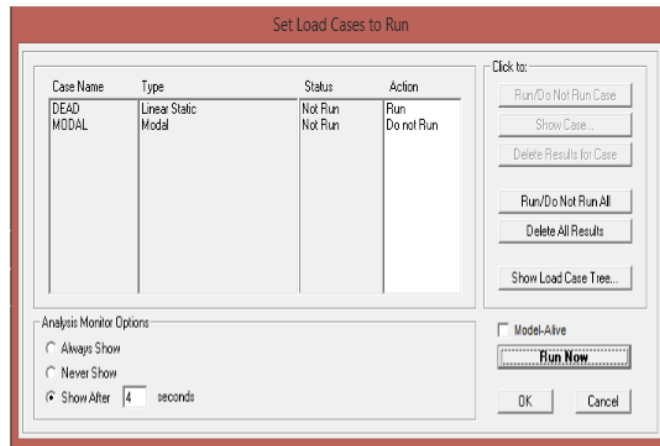 Set Load Cases to Run
Case Name Type Status Action
DEAD Linear Static Not Run Run
MODAL Modal Not Run Do not Run
Click to:
Run/Do Not Run Case
Show Case...
Delete Results for Case
Run/Do Not Run All
Delete All Results
Show Load Case Tree...
Analysis Monitor Options
Always Show
Never Show
Show After 4 seconds
Model-Alive
Run Now
OK Cancel